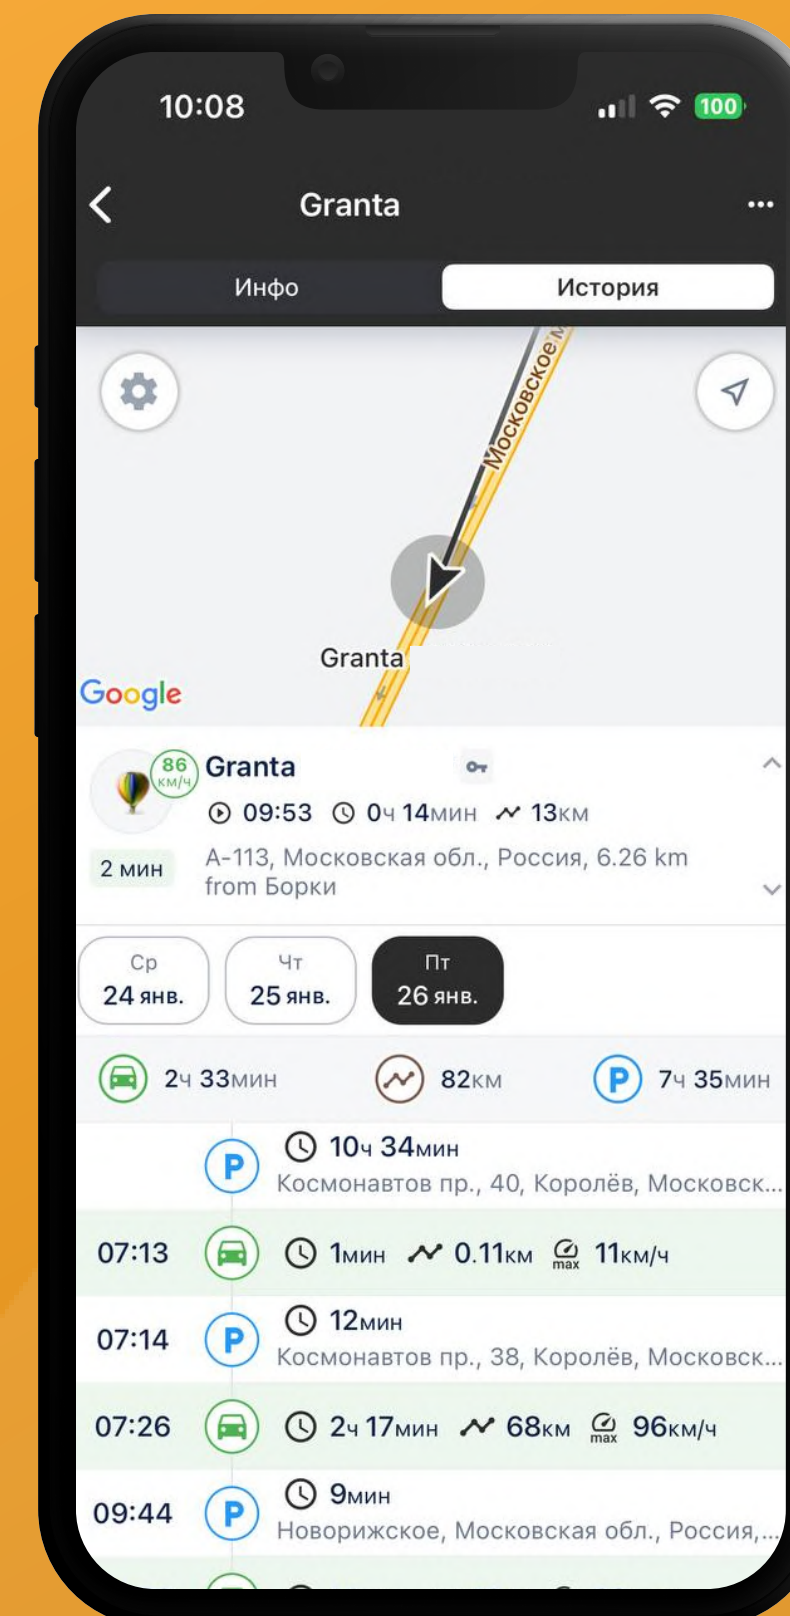 10:08
100
Granta
Инфо
История
Московское
Granta
Google
86
км/ч
Granta
09:53 0ч 14мин 13км
2 мин
А-113, Московская обл., Россия, 6.26 km
from Борки
Ср
24 янв.
Чт
25 янв.
Пт
26 янв.
2ч 33мин
82км
P 7ч 35мин
P 10ч 34мин
Космонавтов пр., 40, Королёв, Московск...
07:13 1мин 0.11км max 11км/ч
07:14 P 12мин
Космонавтов пр., 38, Королёв, Московск...
07:26 2ч 17мин 68км max 96км/ч
09:44 P 9мин
Новорижское, Московская обл., Россия,...